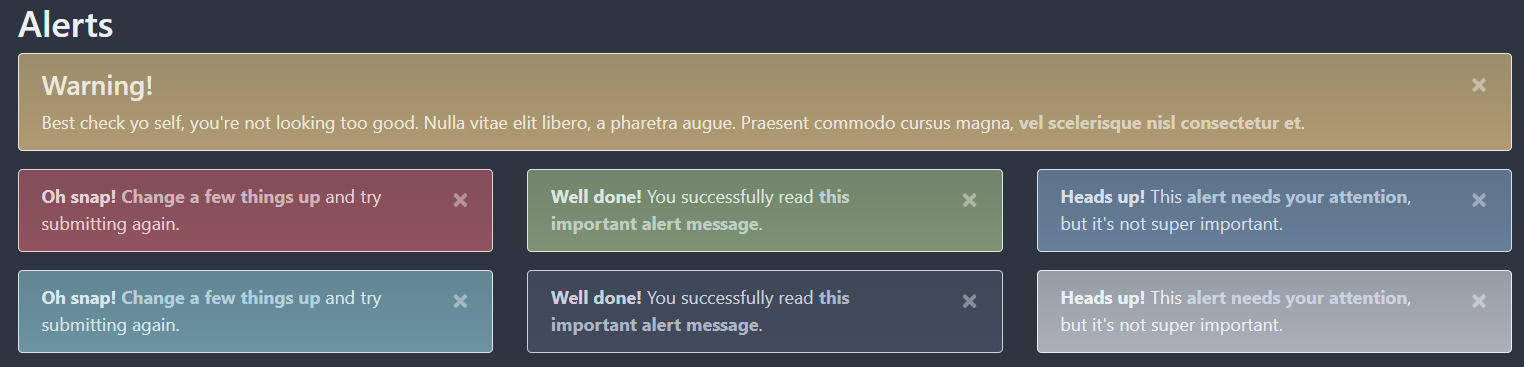 Alerts
Warning!
Best check yo self, you're not looking too good. Nulla vitae elit libero, a pharetra augue. Praesent commodo cursus magna, vel scelerisque nisl consectetur et.
Oh snap! Change a few things up and try
submitting again.
Well done! You successfully read this
important alert message.
Heads up! This alert needs your attention,
but it's not super important.
Oh snap! Change a few things up and try
submitting again.
Well done! You successfully read this
important alert message.
Heads up! This alert needs your attention,
but it's not super important.